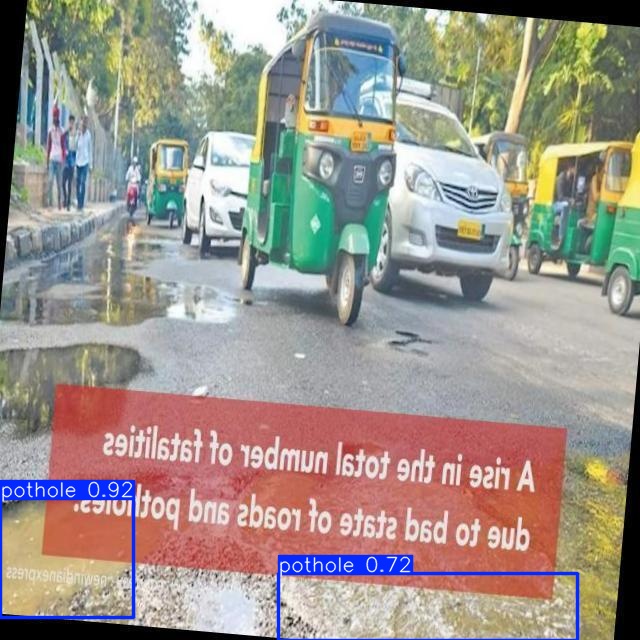 A rise in the total number of fatalities
due to bad state of roads and potholes.
pothole 0.92
pothole 0.72
newindianexpress